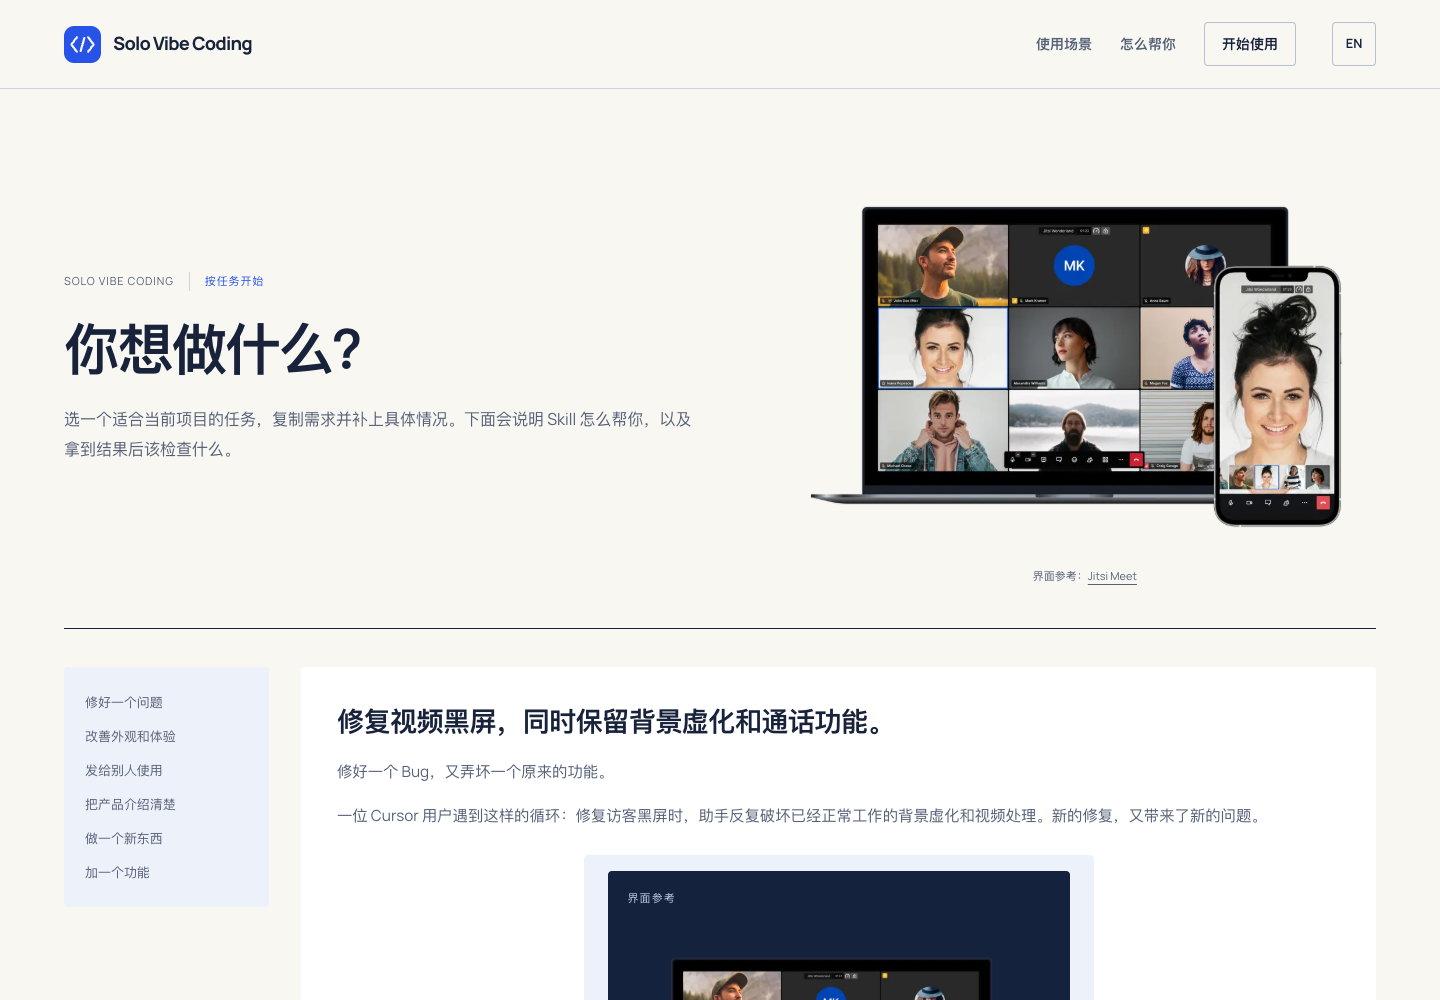 Solo Vibe Coding
使用场景
怎么帮你
开始使用
EN
SOLO VIBE CODING
按任务开始
你想做什么?
选一个适合当前项目的任务，复制需求并补上具体情况。下面会说明 Skill 怎么帮你，以及
拿到结果后该检查什么。
MK
界面参考：Jitsi Meet
修好一个问题
改善外观和体验
发给别人使用
把产品介绍清楚
做一个新东西
加一个功能
修复视频黑屏，同时保留背景虚化和通话功能。
修好一个 Bug，又弄坏一个原来的功能。
一位 Cursor 用户遇到这样的循环：修复访客黑屏时，助手反复破坏已经正常工作的背景虚化和视频处理。新的修复，又带来了新的问题。
界面参考